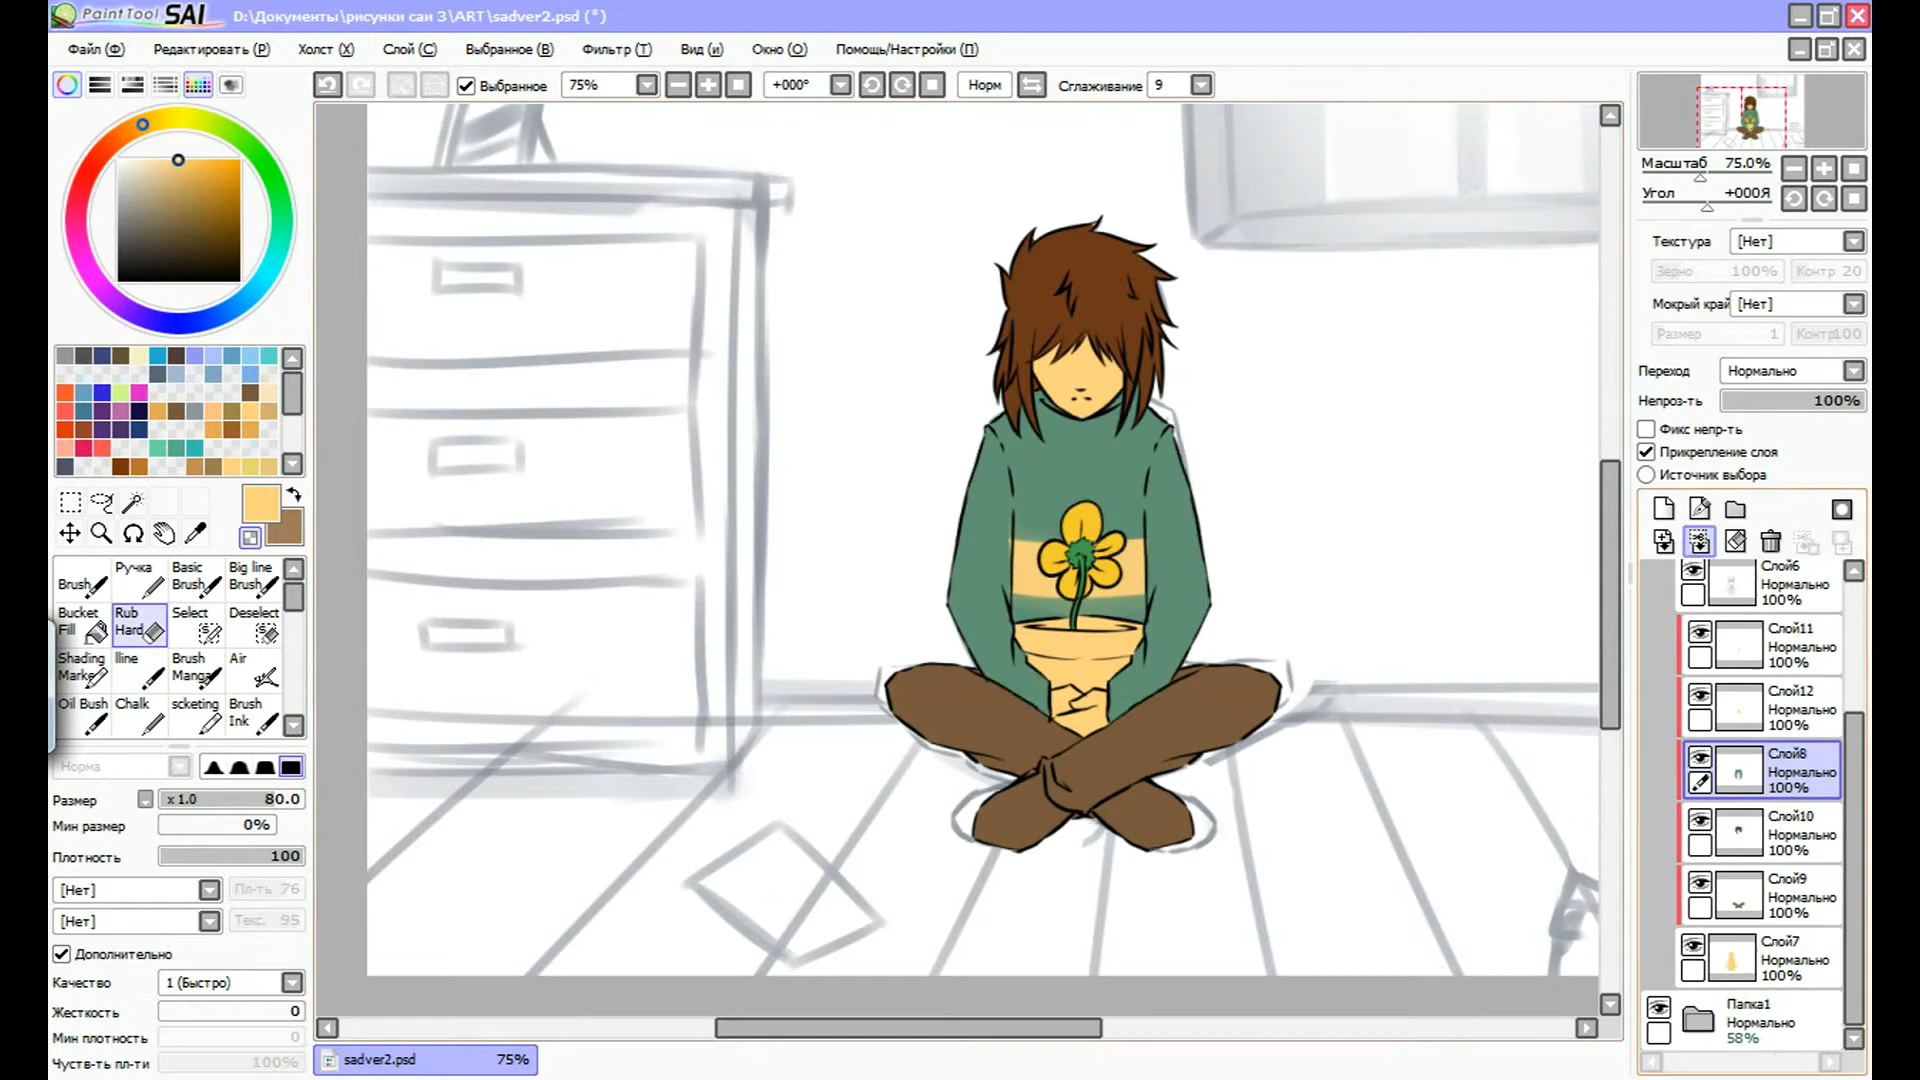 PaintTool SAI D:\Документы\рисунки саи 3\ART\sadver2.psd (*)
Файл (Ф) Редактировать (Р) Холст (Х) Слой (С) Выбранное (В) Фильтр (Т) Вид (и) Окно (О) Помощь/Настройки (П)
Выбранное 75% +000° Норм Сглаживание 9
Масштаб 75.0%
Угол +000Я
Текстура [Нет]
Зерно 100% Контр 20
Мокрый край [Нет]
Размер 1 Контр100
Переход Нормально
Непроз-ть 100%
Фикс непр-ть
Прикрепление слоя
Источник выбора
Brush Ручка Basic Brush Big line Brush
Bucket Fill Rub Hard Select Deselect
Shading Marke lline Brush Manga Air
Oil Bush Chalk scketing Brush Ink
Норма
Размер x 1.0 80.0
Мин размер 0%
Плотность 100
[Нет] Пл-ть 76
[Нет] Текс. 95
Дополнительно
Качество 1 (Быстро)
Жесткость 0
Мин плотность 0
Чуств-ть пл-ти 100%
Слой6
Нормально
100%
Слой11
Нормально
100%
Слой12
Нормально
100%
Слой8
Нормально
100%
Слой10
Нормально
100%
Слой9
Нормально
100%
Слой7
Нормально
100%
Папка1
Нормально
58%
sadver2.psd 75%